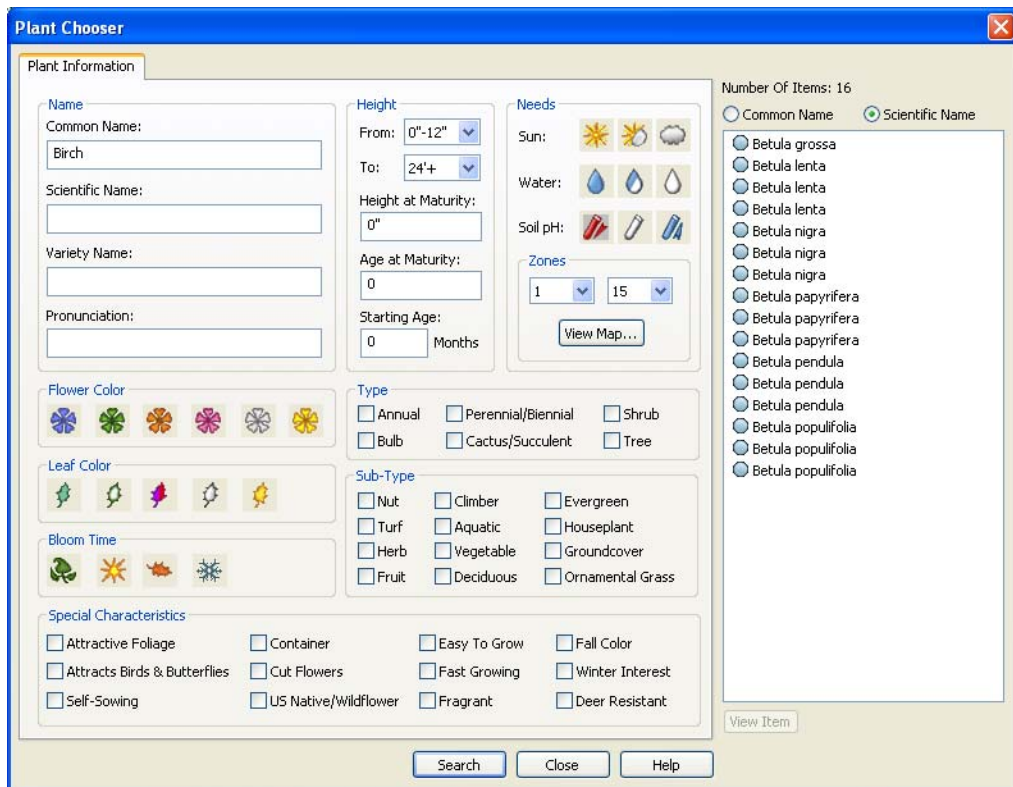 Plant Chooser
Plant Information
Name
Common Name:
Birch
Scientific Name:
Variety Name:
Pronunciation:
Height
From: 0"-12"
To: 24'+
Height at Maturity:
0"
Age at Maturity:
0
Starting Age:
0 Months
Needs
Sun:
Water:
Soil pH:
Zones
1 15
View Map...
Flower Color
Leaf Color
Bloom Time
Type
Annual Perennial/Biennial Shrub
Bulb Cactus/Succulent Tree
Sub-Type
Nut Climber Evergreen
Turf Aquatic Houseplant
Herb Vegetable Groundcover
Fruit Deciduous Ornamental Grass
Special Characteristics
Attractive Foliage Container Easy To Grow Fall Color
Attracts Birds & Butterflies Cut Flowers Fast Growing Winter Interest
Self-Sowing US Native/Wildflower Fragrant Deer Resistant
Number Of Items: 16
Common Name Scientific Name
Betula grossa
Betula lenta
Betula lenta
Betula lenta
Betula nigra
Betula nigra
Betula nigra
Betula papyrifera
Betula papyrifera
Betula papyrifera
Betula pendula
Betula pendula
Betula pendula
Betula populifolia
Betula populifolia
Betula populifolia
View Item
Search Close Help